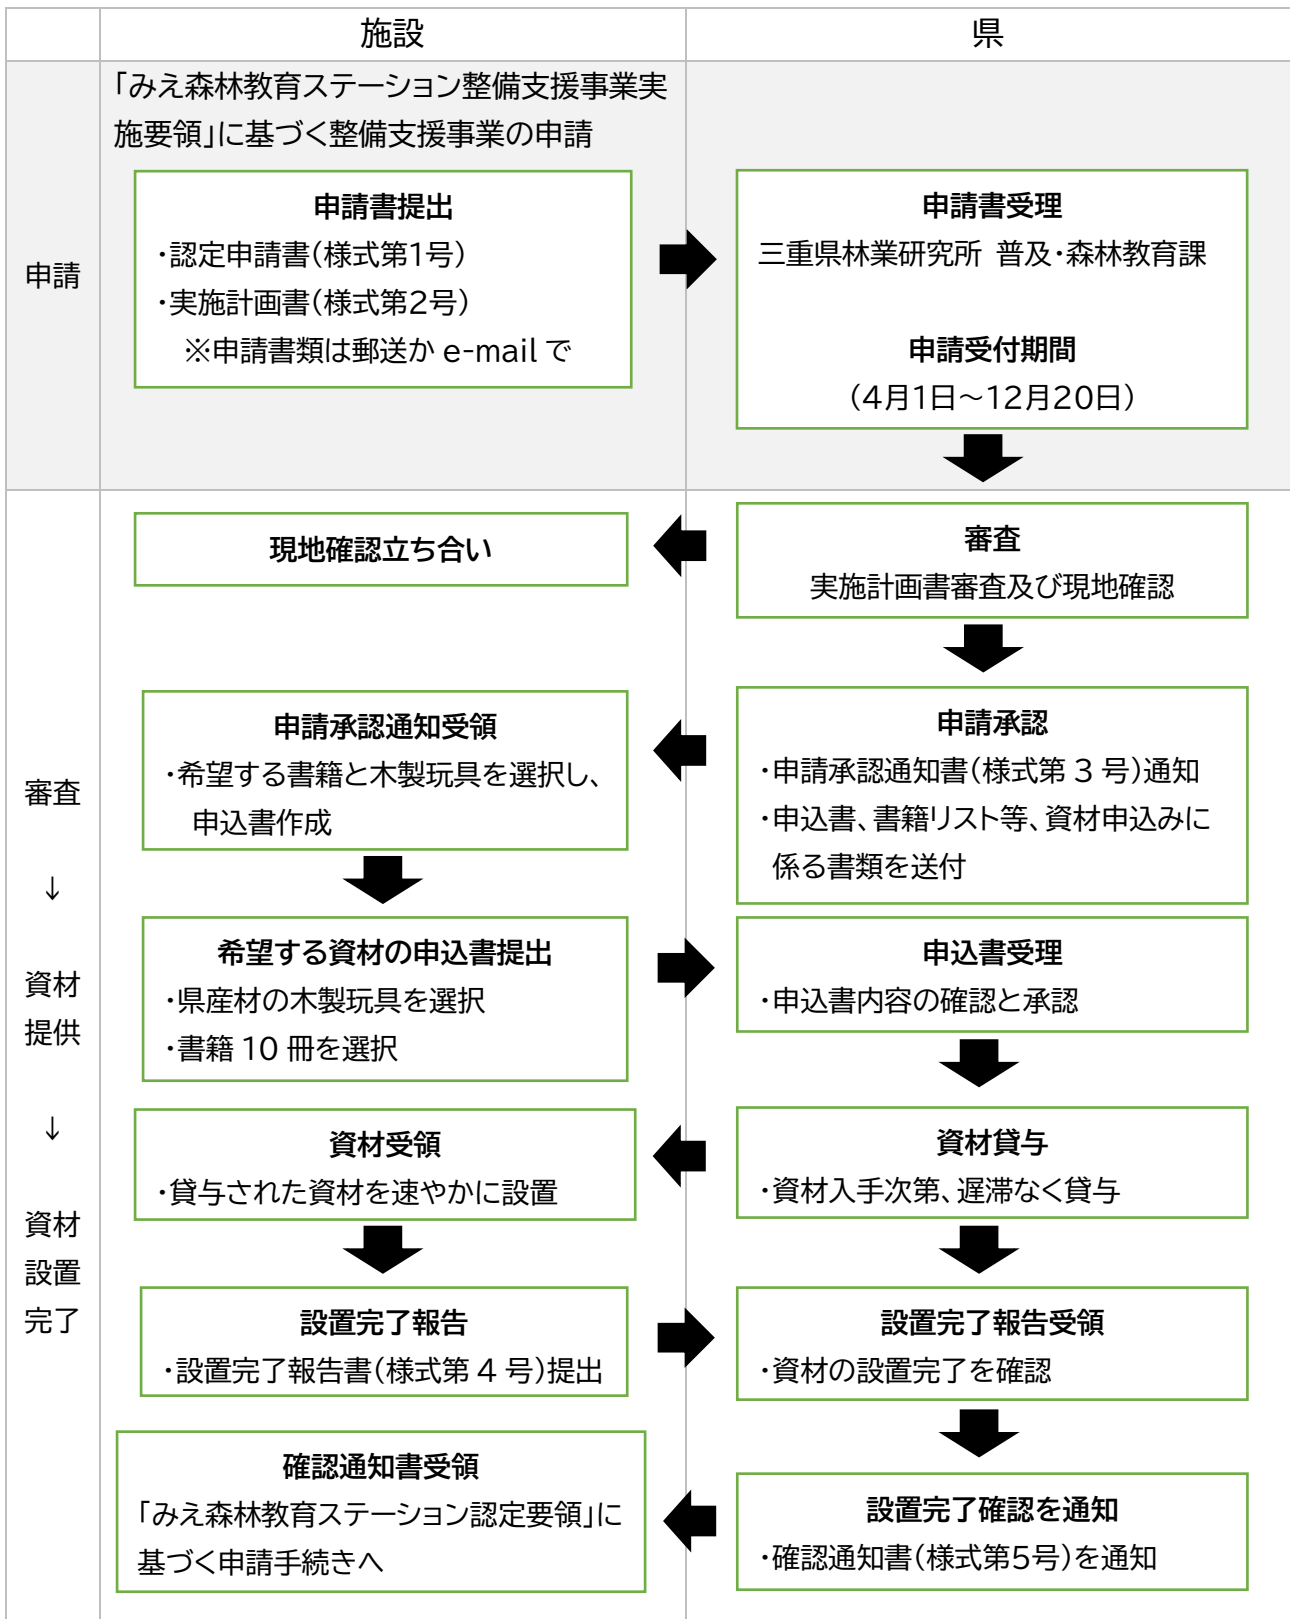 施設
県
申請
「みえ森林教育ステーション整備支援事業実
施要領」に基づく整備支援事業の申請
申請書提出
・認定申請書(様式第1号)
・実施計画書(様式第2号)
※申請書類は郵送か e-mail で
申請書受理
三重県林業研究所 普及・森林教育課
申請受付期間
(4月1日～12月20日)
審査
↓
資材
提供
↓
資材
設置
完了
現地確認立ち合い
審査
実施計画書審査及び現地確認
申請承認通知受領
・希望する書籍と木製玩具を選択し、
申込書作成
申請承認
・申請承認通知書(様式第 3 号)通知
・申込書、書籍リスト等、資材申込みに
係る書類を送付
希望する資材の申込書提出
・県産材の木製玩具を選択
・書籍 10 冊を選択
申込書受理
・申込書内容の確認と承認
資材受領
・貸与された資材を速やかに設置
資材貸与
・資材入手次第、遅滞なく貸与
設置完了報告
・設置完了報告書(様式第 4 号)提出
設置完了報告受領
・資材の設置完了を確認
確認通知書受領
「みえ森林教育ステーション認定要領」に
基づく申請手続きへ
設置完了確認を通知
・確認通知書(様式第5号)を通知